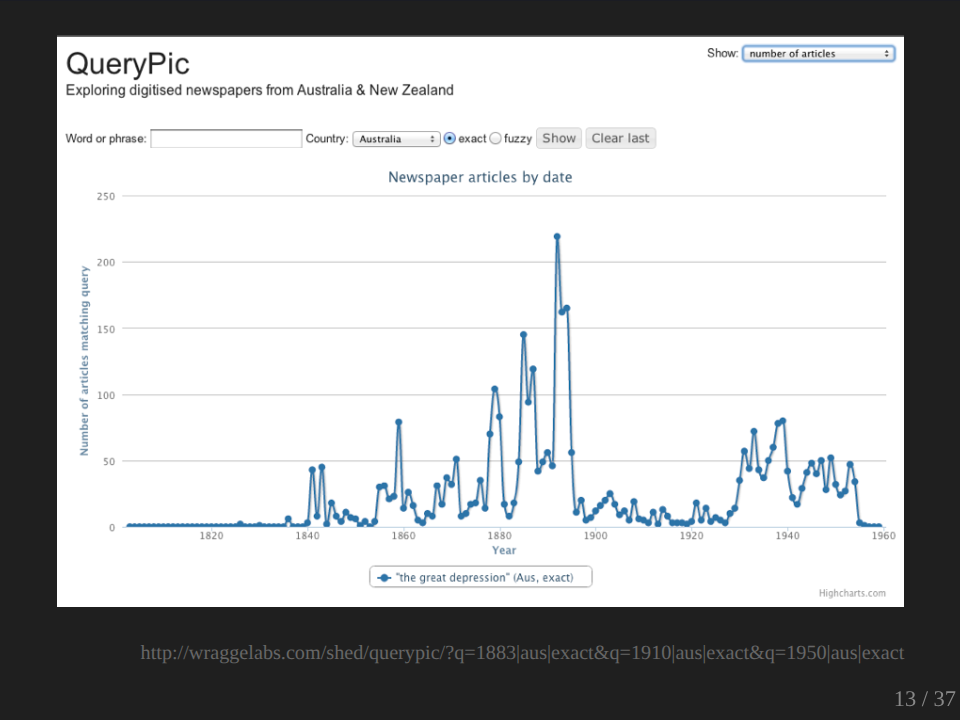 QueryPic
Show: number of articles
Exploring digitised newspapers from Australia & New Zealand
Word or phrase: Country: Australia exact fuzzy Show Clear last
Newspaper articles by date
250
200
150
100
50
0
Number of articles matching query
1820 1840 1860 1880 1900 1920 1940 1960
Year
"the great depression" (Aus, exact)
Highcharts.com
http://wraggelabs.com/shed/querypic/?q=1883|aus|exact&q=1910|aus|exact&q=1950|aus|exact
13 / 37